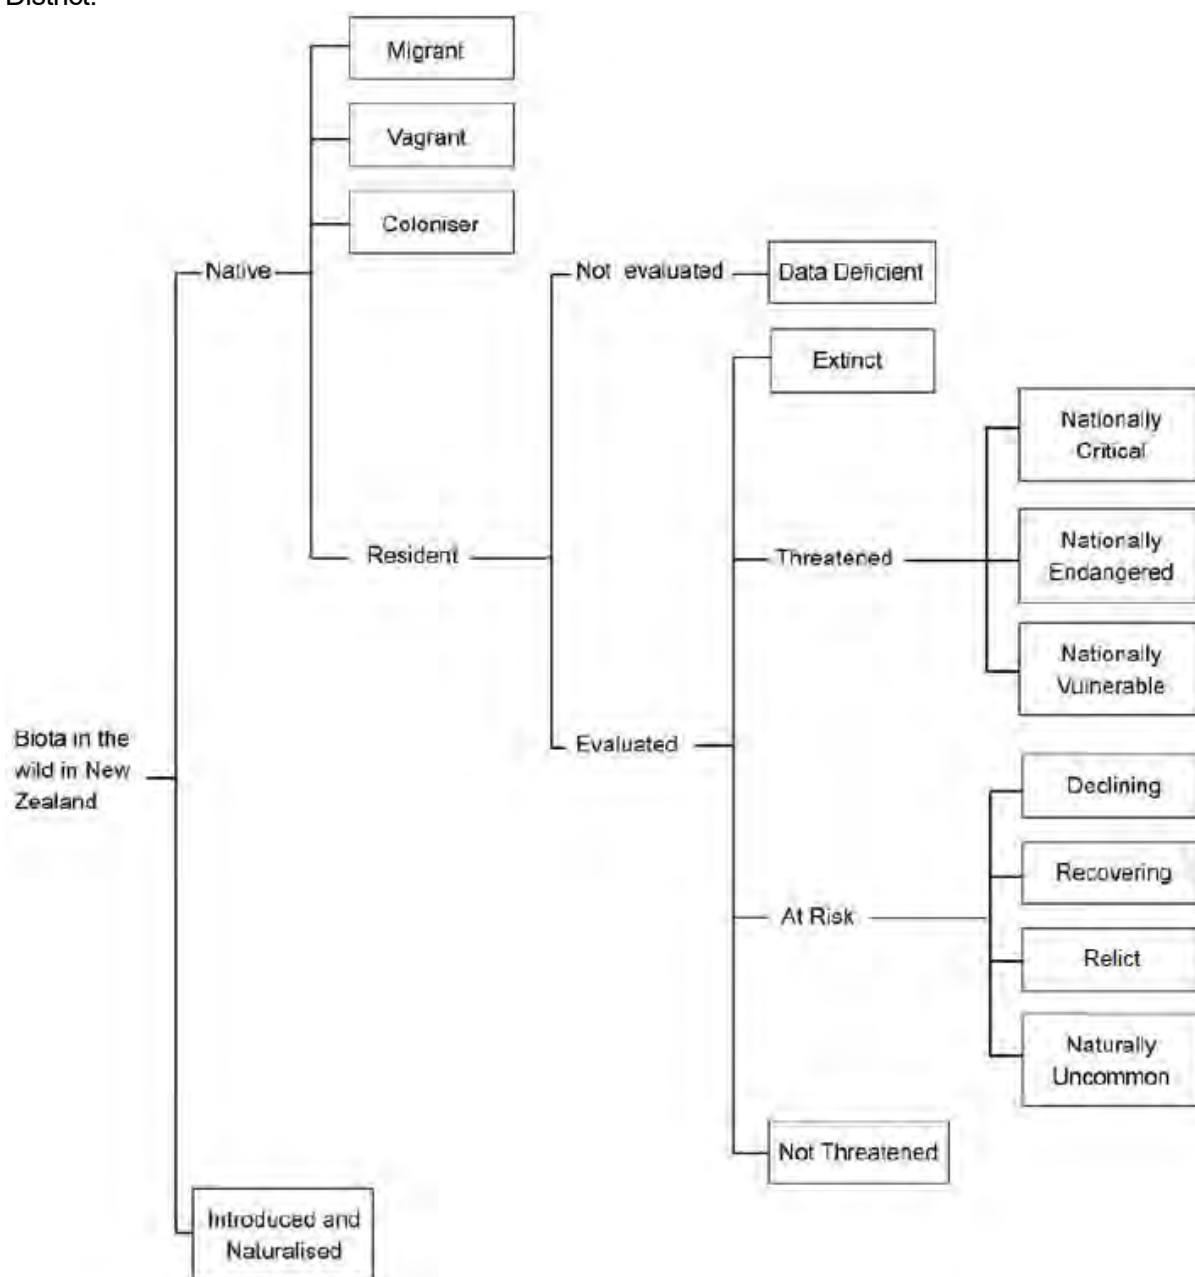 District.
Migrant
Vagrant
Coloniser
Native
Not evaluated
Data Deficient
Extinct
Nationally
Critical
Resident
Threatened
Nationally
Endangered
Nationally
Vulnerable
Biota in the
wild in New
Zealand
Evaluated
Declining
Recovering
At Risk
Relict
Naturally
Uncommon
Not Threatened
Introduced and
Naturalised